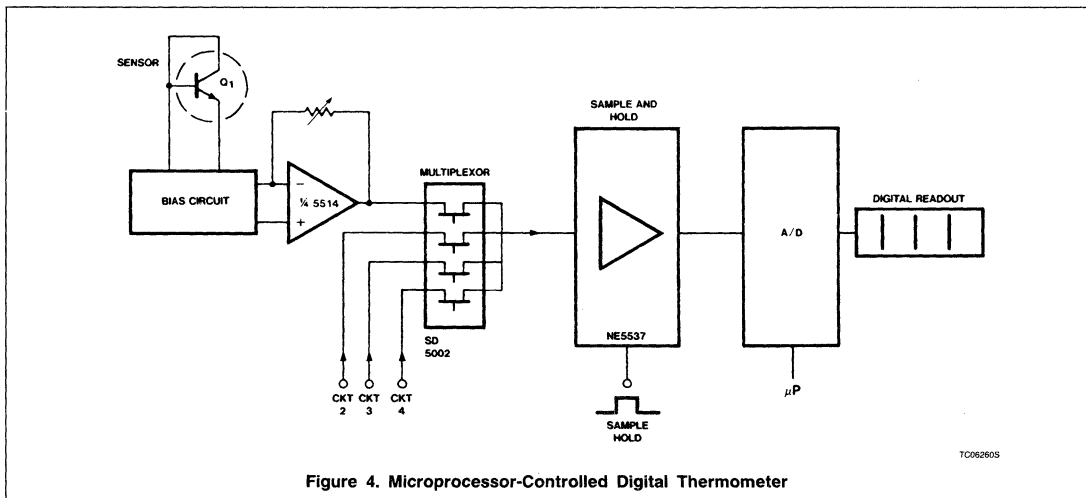 SENSOR
Q1
BIAS CIRCUIT
−
¼ 5514
+
MULTIPLEXOR
SD
5002
CKT
2
CKT
3
CKT
4
SAMPLE AND
HOLD
NE5537
SAMPLE
HOLD
A/D
μP
DIGITAL READOUT
TC06260S
Figure 4. Microprocessor-Controlled Digital Thermometer